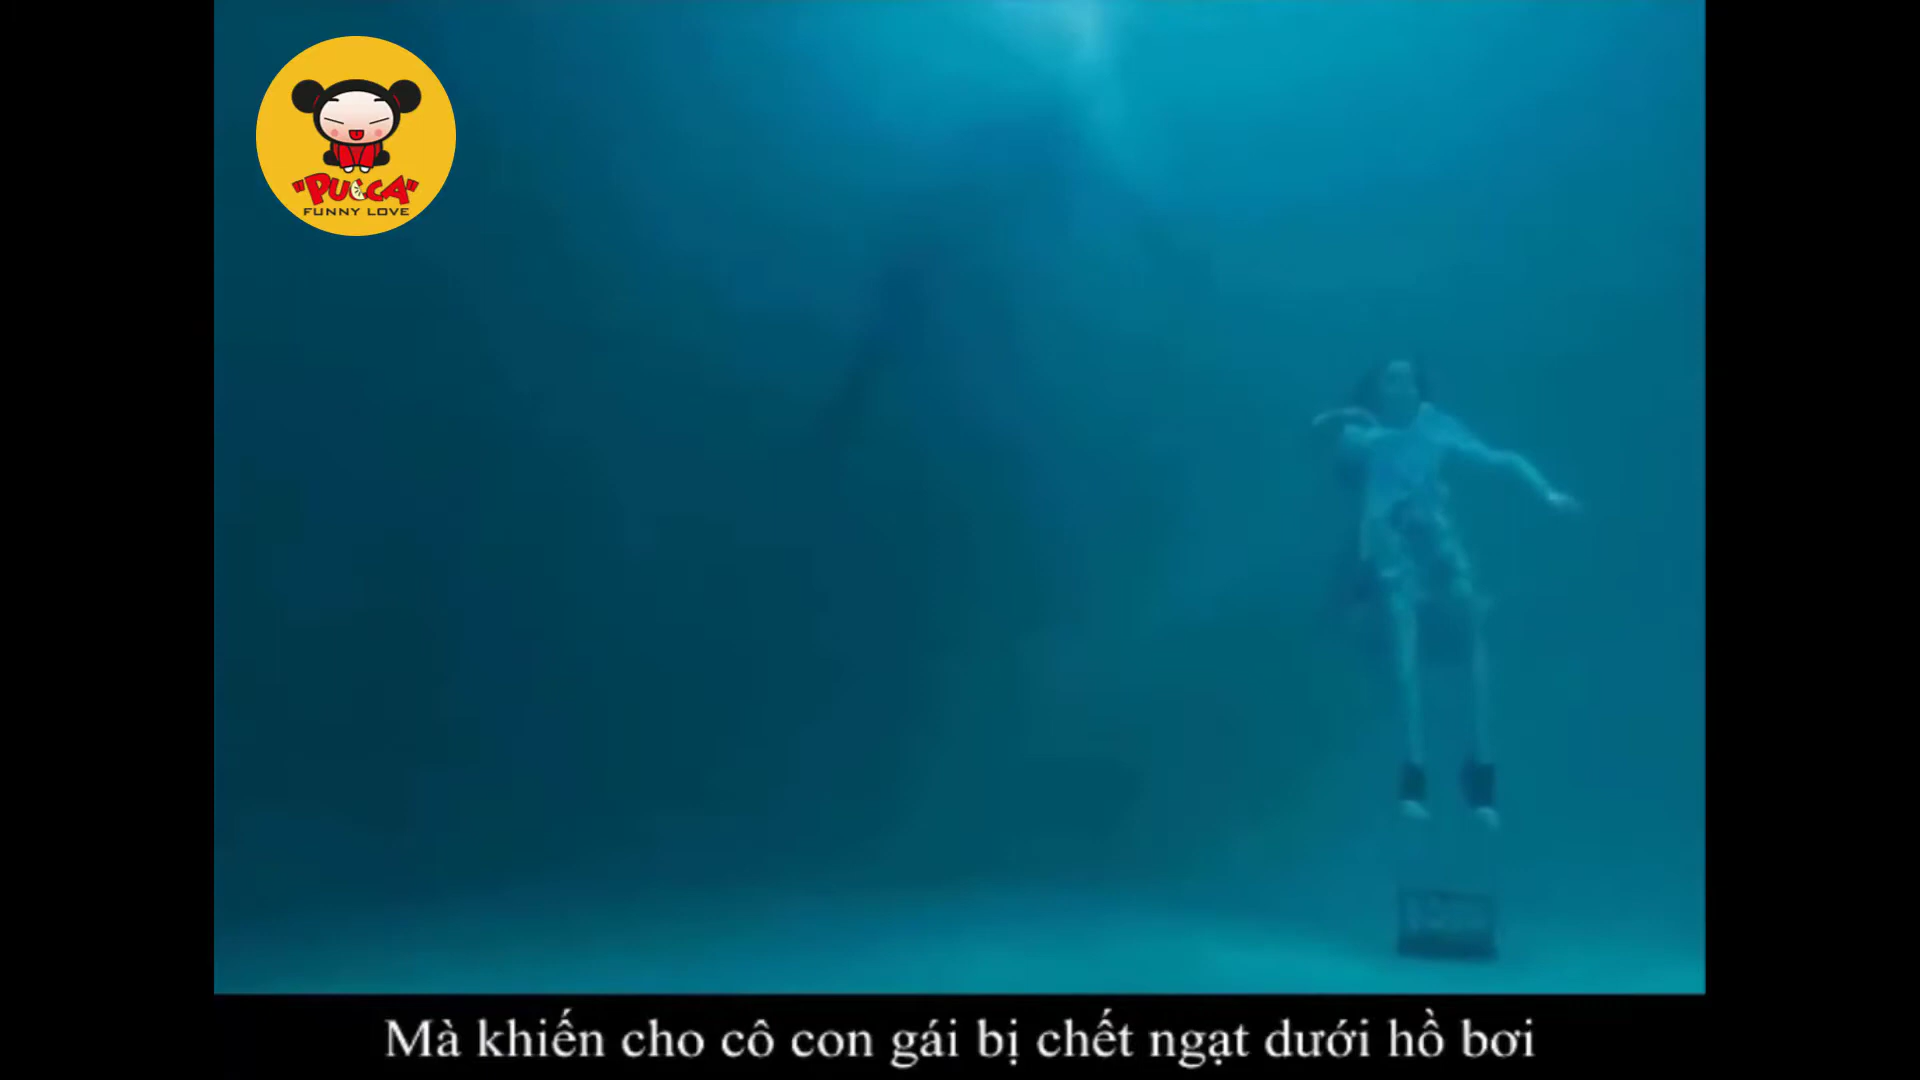 "PUCCA"
FUNNY LOVE
Mà khiến cho cô con gái bị chết ngạt dưới hồ bơi